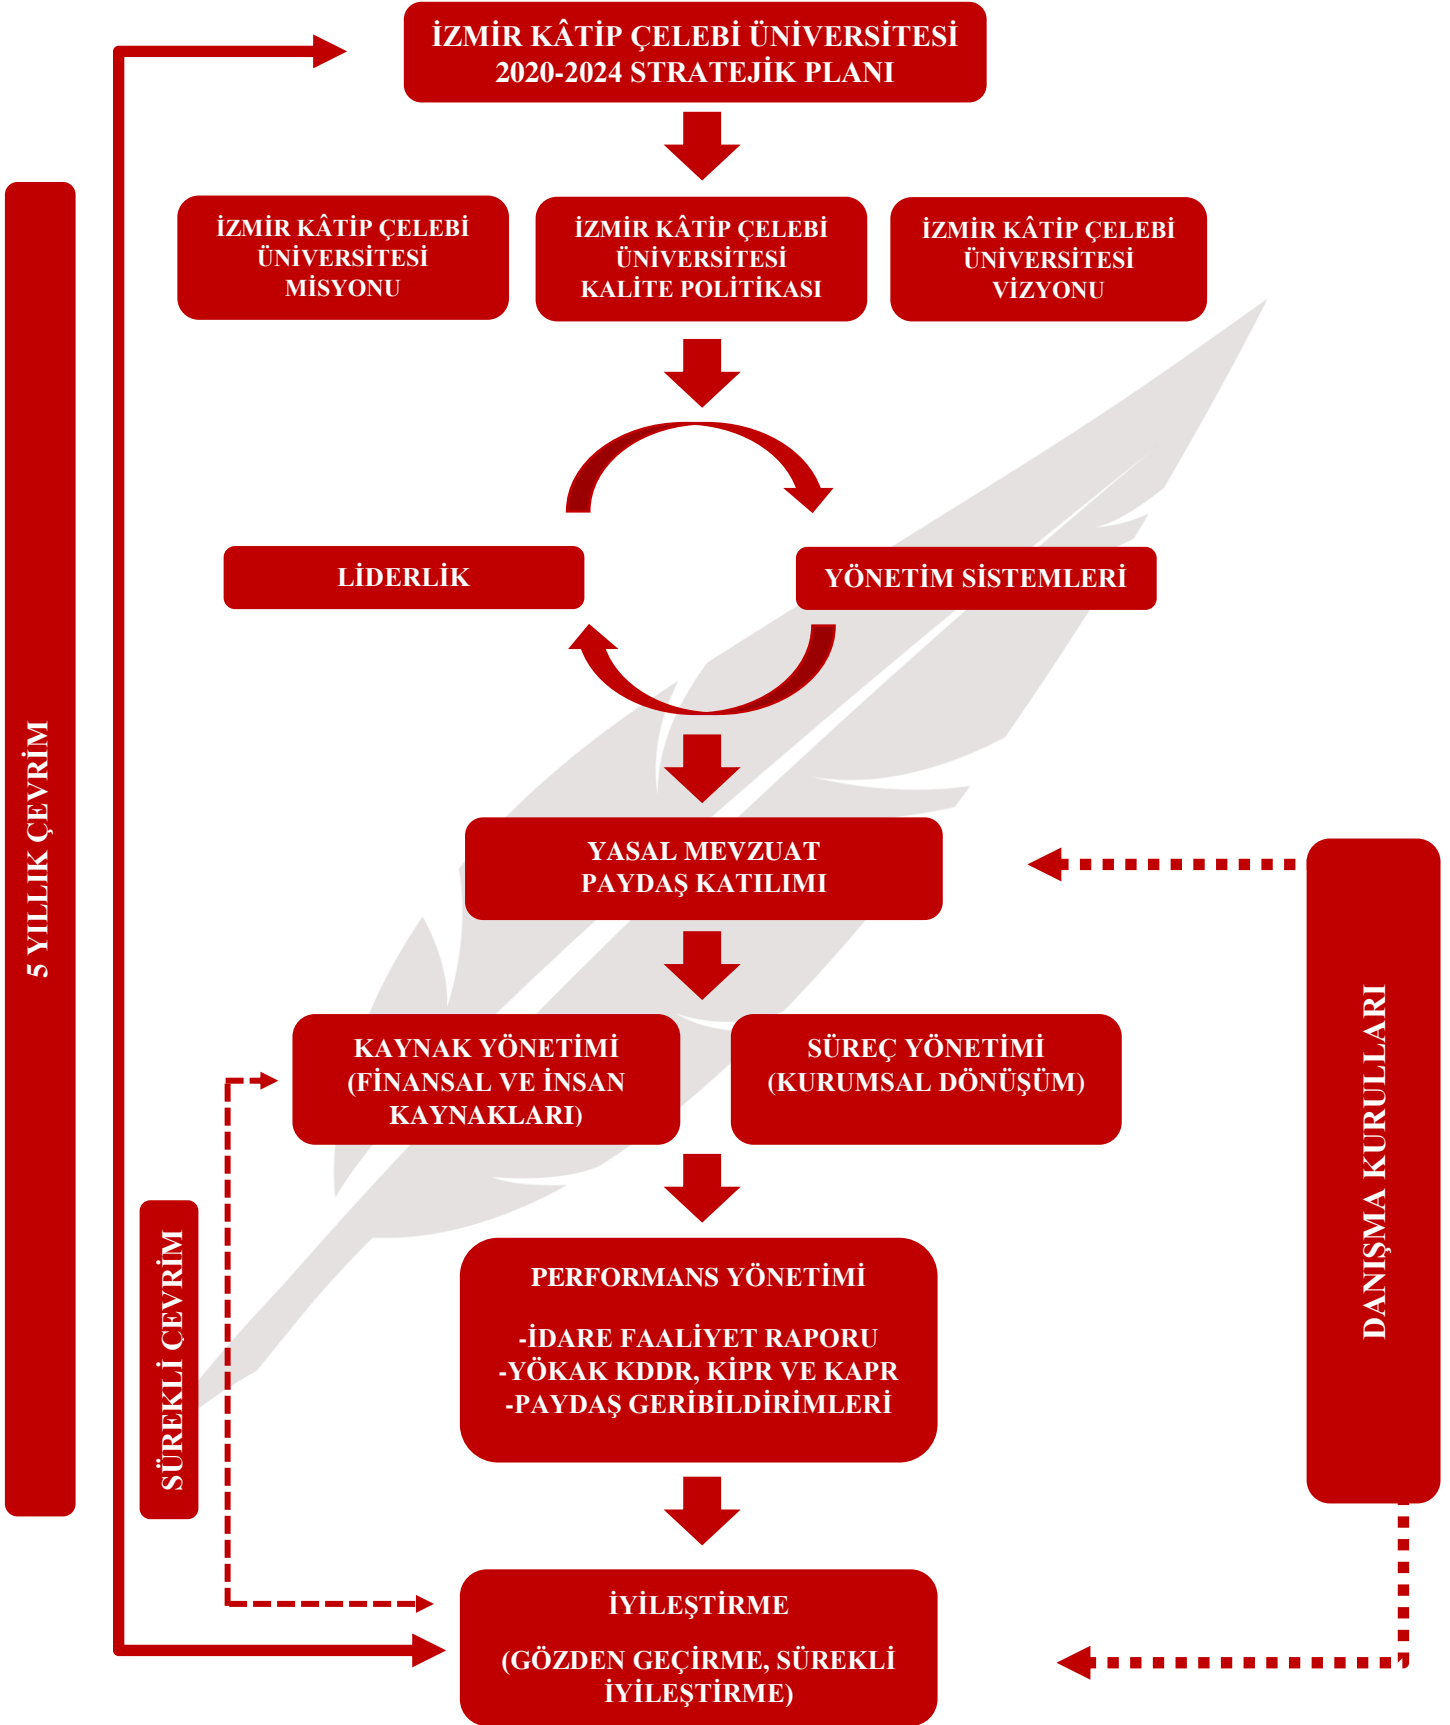 İZMİR KÂTİP ÇELEBİ ÜNİVERSİTESİ
2020-2024 STRATEJİK PLANI
İZMİR KÂTİP ÇELEBİ
ÜNİVERSİTESİ
MİSYONU
İZMİR KÂTİP ÇELEBİ
ÜNİVERSİTESİ
KALİTE POLİTİKASI
İZMİR KÂTİP ÇELEBİ
ÜNİVERSİTESİ
VİZYONU
LİDERLİK
YÖNETİM SİSTEMLERİ
5 YILLIK ÇEVRİM
YASAL MEVZUAT
PAYDAŞ KATILIMI
KAYNAK YÖNETİMİ
(FİNANSAL VE İNSAN
KAYNAKLARI)
SÜREÇ YÖNETİMİ
(KURUMSAL DÖNÜŞÜM)
DANIŞMA KURULLARI
SÜREKLİ ÇEVRİM
PERFORMANS YÖNETİMİ
-İDARE FAALİYET RAPORU
-YÖKAK KDDR, KİPR VE KAPR
-PAYDAŞ GERİBİLDİRİMLERİ
İYİLEŞTİRME
(GÖZDEN GEÇİRME, SÜREKLİ
İYİLEŞTİRME)